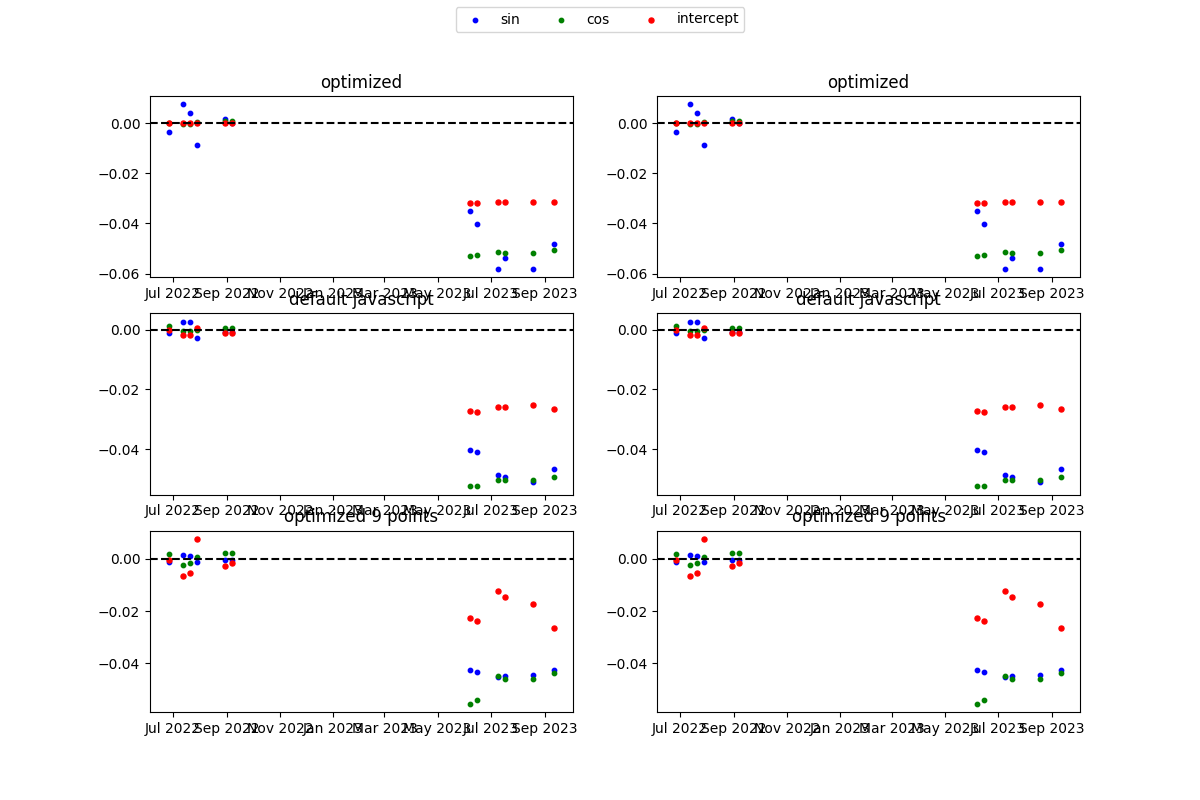 sin cos intercept
optimized optimized
0.00 0.00
−0.02 −0.02
−0.04 −0.04
−0.06 −0.06
Jul 2022 Sep 2022 Nov 2022 Jan 2023 Mar 2023 May 2023 Jul 2023 Sep 2023 Jul 2022 Sep 2022 Nov 2022 Jan 2023 Mar 2023 May 2023 Jul 2023 Sep 2023
default javascript default javascript
0.00 0.00
−0.02 −0.02
−0.04 −0.04
Jul 2022 Sep 2022 Nov 2022 Jan 2023 Mar 2023 May 2023 Jul 2023 Sep 2023 Jul 2022 Sep 2022 Nov 2022 Jan 2023 Mar 2023 May 2023 Jul 2023 Sep 2023
optimized 9 points optimized 9 points
0.00 0.00
−0.02 −0.02
−0.04 −0.04
Jul 2022 Sep 2022 Nov 2022 Jan 2023 Mar 2023 May 2023 Jul 2023 Sep 2023 Jul 2022 Sep 2022 Nov 2022 Jan 2023 Mar 2023 May 2023 Jul 2023 Sep 2023